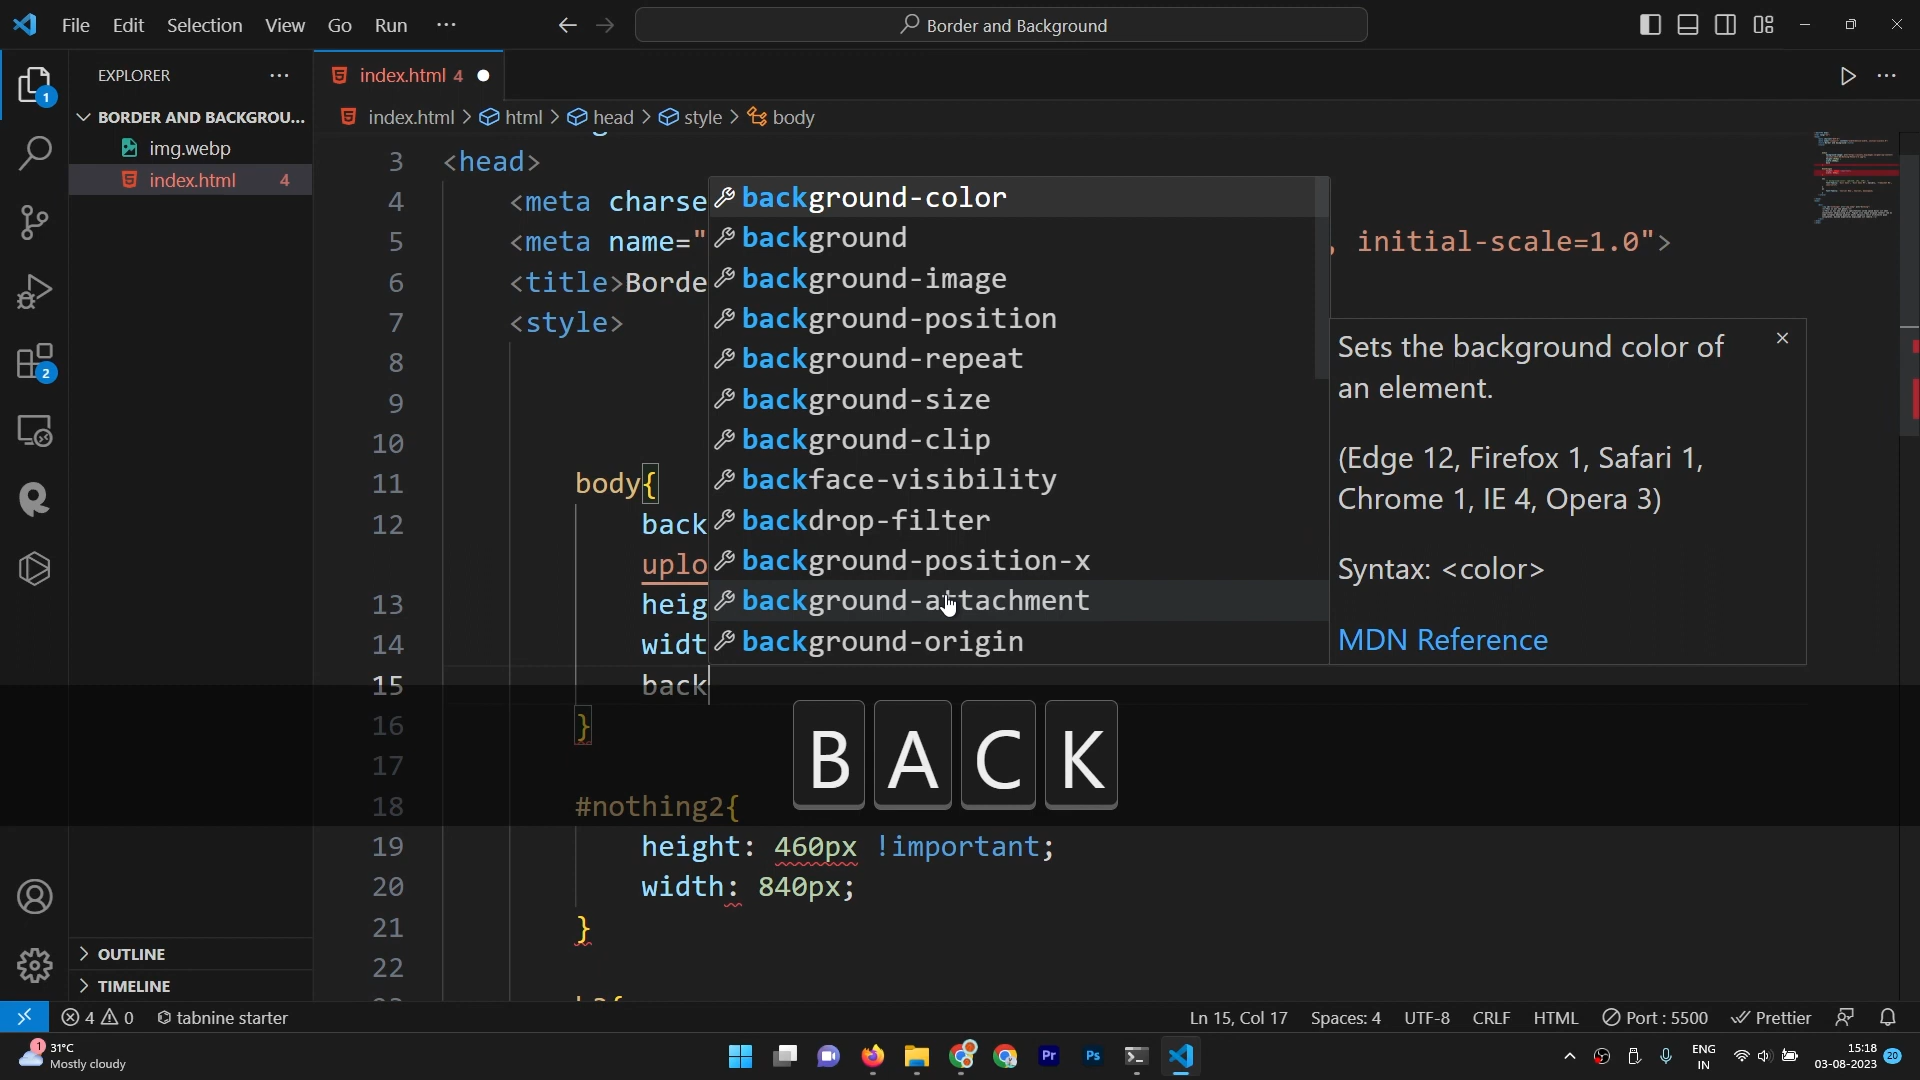 File Edit Selection View Go Run ···
Border and Background
EXPLORER ···
index.html 4
index.html > html > head > style > body
BORDER AND BACKGROU...
img.webp
index.html 4
3 <head>
4 <meta charse
5 <meta name=" , initial-scale=1.0">
6 <title>Borde
7 <style>
8
9
10
11 body{
12 back
uplo
13 heig
14 widt
15 back
16 }
17
18 #nothing2{
19 height: 460px !important;
20 width: 840px;
21 }
22
background-color
background
background-image
background-position
background-repeat
background-size
background-clip
backface-visibility
backdrop-filter
background-position-x
background-attachment
background-origin
Sets the background color of
an element.
(Edge 12, Firefox 1, Safari 1,
Chrome 1, IE 4, Opera 3)
Syntax: <color>
MDN Reference
B A C K
1
2
OUTLINE
TIMELINE
4 0 tabnine starter
Ln 15, Col 17 Spaces: 4 UTF-8 CRLF HTML Port : 5500 Prettier
1 31°C
Mostly cloudy
Pr Ps
ENG
IN
15:18
03-08-2023
20